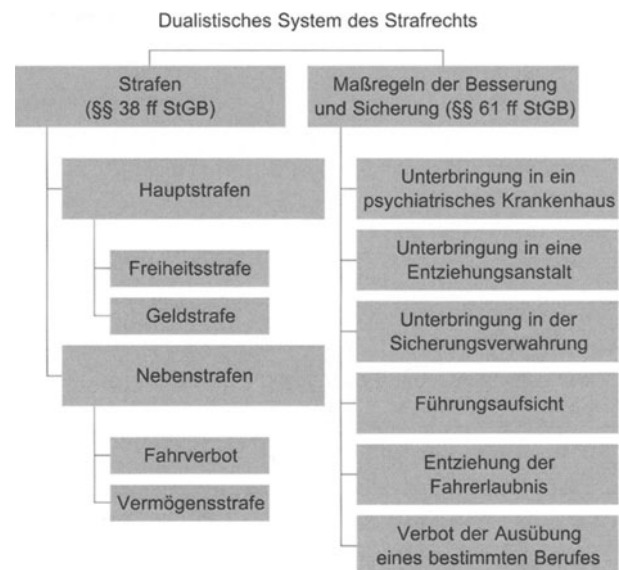 Dualistisches System des Strafrechts
Strafen
(§§ 38 ff StGB)
Hauptstrafen
Freiheitsstrafe
Geldstrafe
Nebenstrafen
Fahrverbot
Vermögensstrafe
Maßregeln der Besserung
und Sicherung (§§ 61 ff StGB)
Unterbringung in ein
psychiatrisches Krankenhaus
Unterbringung in eine
Entziehungsanstalt
Unterbringung in der
Sicherungsverwahrung
Führungsaufsicht
Entziehung der
Fahrerlaubnis
Verbot der Ausübung
eines bestimmten Berufes